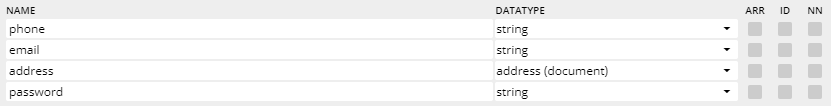 NAME DATATYPE ARR ID NN
phone string
email string
address address (document)
password string